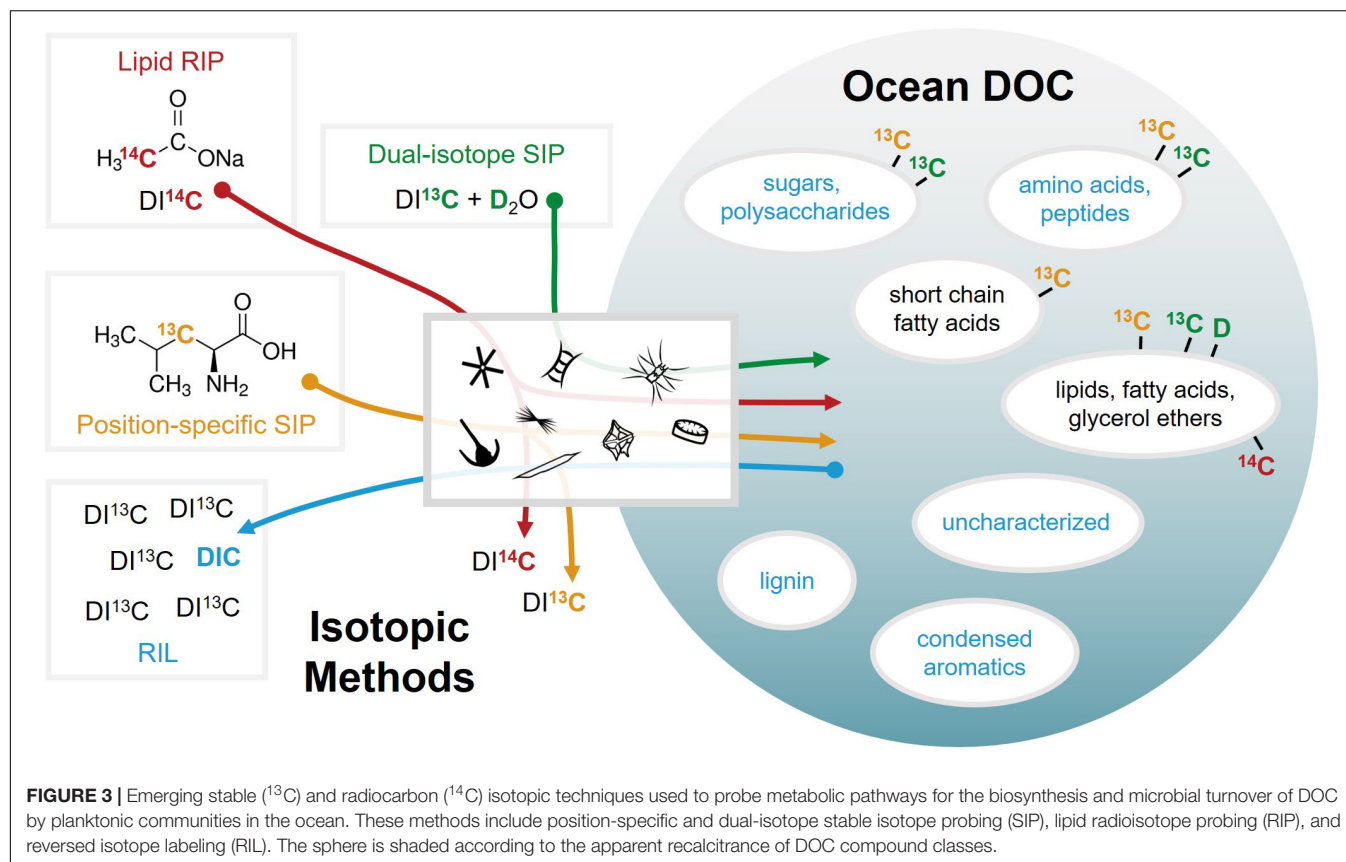 Lipid RIP
O
H₃¹⁴C
ONa
DI¹⁴C
Dual-isotope SIP
DI¹³C + D₂O
¹³C
O
H₃C
OH
CH₃
NH₂
Position-specific SIP
DI¹³C
DI¹³C
DI¹³C
DIC
DI¹³C
DI¹³C
RIL
Isotopic
Methods
DI¹⁴C
DI¹³C
Ocean DOC
¹³C
¹³C
sugars,
polysaccharides
¹³C
¹³C
amino acids,
peptides
¹³C
short chain
fatty acids
¹³C
¹³C
D
lipids, fatty acids,
glycerol ethers
¹⁴C
uncharacterized
lignin
condensed
aromatics
FIGURE 3 | Emerging stable (¹³C) and radiocarbon (¹⁴C) isotopic techniques used to probe metabolic pathways for the biosynthesis and microbial turnover of DOC
by planktonic communities in the ocean. These methods include position-specific and dual-isotope stable isotope probing (SIP), lipid radioisotope probing (RIP), and
reversed isotope labeling (RIL). The sphere is shaded according to the apparent recalcitrance of DOC compound classes.